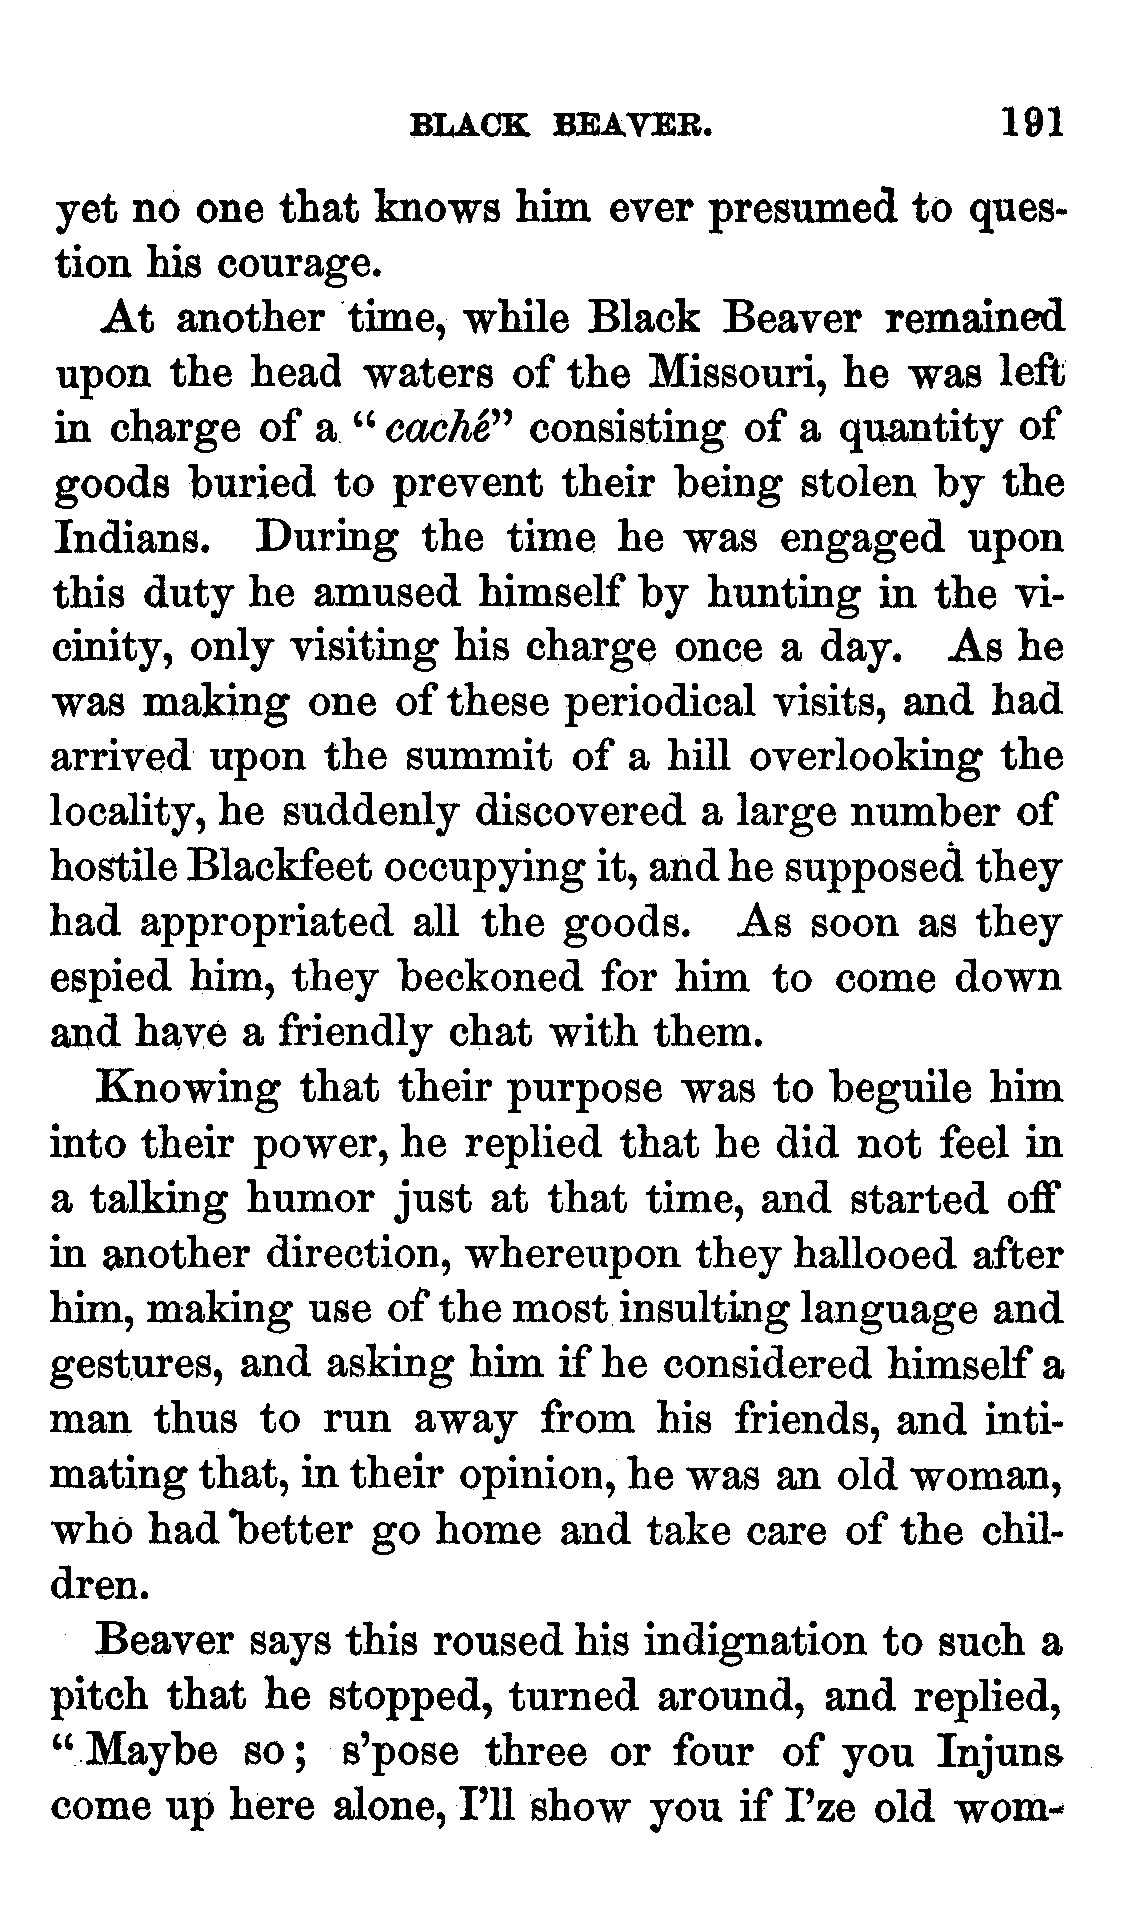 BLACK BEAVER. 191
yet no one that knows him ever presumed to ques-
tion his courage.
At another time, while Black Beaver remained
upon the head waters of the Missouri, he was left
in charge of a “caché” consisting of a quantity of
goods buried to prevent their being stolen by the
Indians. During the time he was engaged upon
this duty he amused himself by hunting in the vi-
cinity, only visiting his charge once a day. As he
was making one of these periodical visits, and had
arrived upon the summit of a hill overlooking the
locality, he suddenly discovered a large number of
hostile Blackfeet occupying it, and he supposed they
had appropriated all the goods. As soon as they
espied him, they beckoned for him to come down
and have a friendly chat with them.
Knowing that their purpose was to beguile him
into their power, he replied that he did not feel in
a talking humor just at that time, and started off
in another direction, whereupon they hallooed after
him, making use of the most insulting language and
gestures, and asking him if he considered himself a
man thus to run away from his friends, and inti-
mating that, in their opinion, he was an old woman,
who had better go home and take care of the chil-
dren.
Beaver says this roused his indignation to such a
pitch that he stopped, turned around, and replied,
“Maybe so; s’pose three or four of you Injuns
come up here alone, I’ll show you if I’ze old wom-